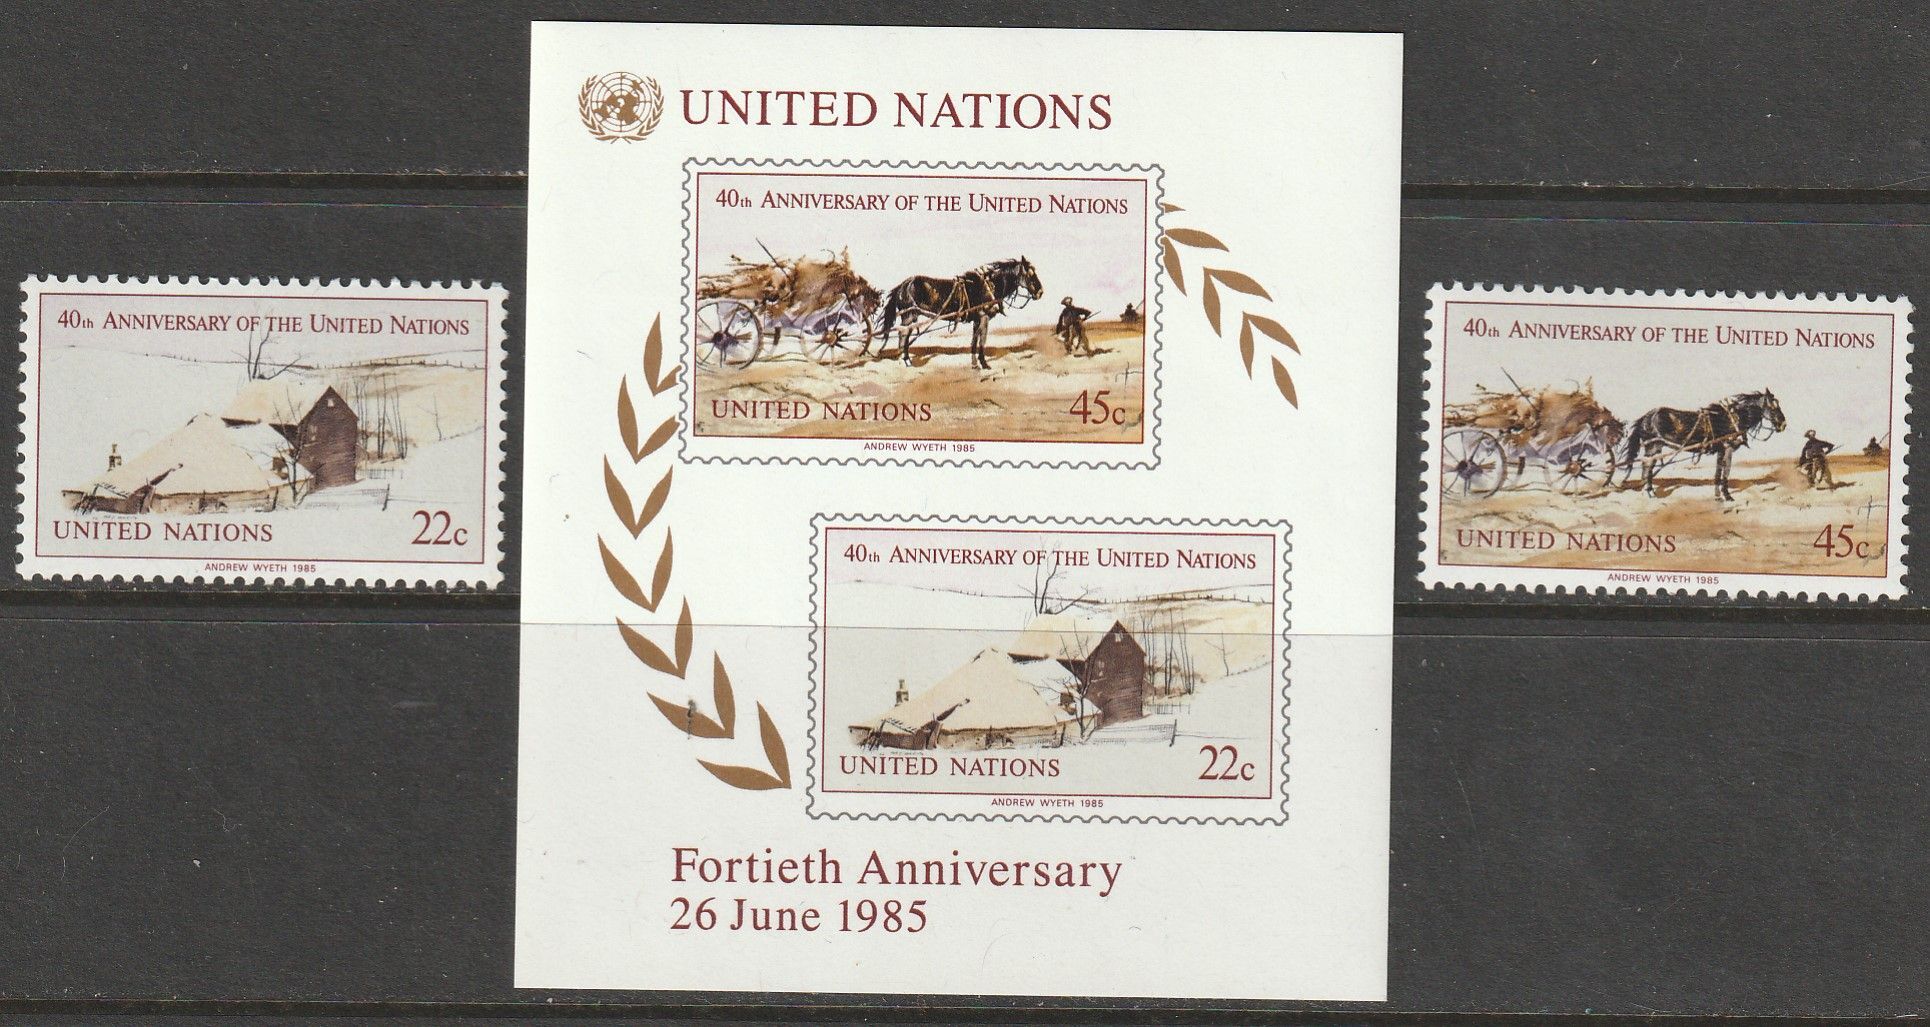 40th ANNIVERSARY OF THE UNITED NATIONS
UNITED NATIONS 22c
ANDREW WYETH 1985
UNITED NATIONS
40th ANNIVERSARY OF THE UNITED NATIONS
UNITED NATIONS 45c
ANDREW WYETH 1985
40th ANNIVERSARY OF THE UNITED NATIONS
UNITED NATIONS 22c
ANDREW WYETH 1985
Fortieth Anniversary
26 June 1985
40th ANNIVERSARY OF THE UNITED NATIONS
UNITED NATIONS 45c
ANDREW WYETH 1985